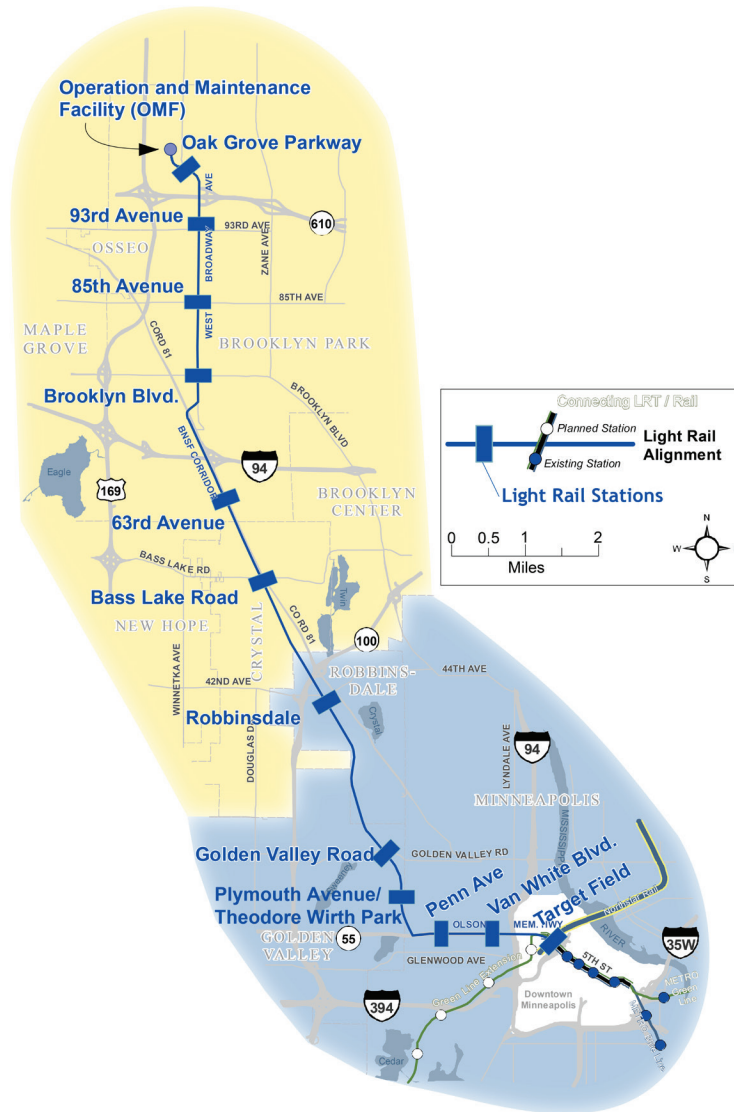 Operation and Maintenance
Facility (OMF)
Oak Grove Parkway
AVE
93rd Avenue
93RD AVE
610
OSSEO
BROADWAY
ZANE AVE
85th Avenue
85TH AVE
WEST
MAPLE
GROVE
CORD 81
BROOKLYN PARK
Brooklyn Blvd.
BROOKLYN BLVD
BNSF CORRIDOR
94
Eagle
169
63rd Avenue
BROOKLYN
CENTER
BASS LAKE RD
Bass Lake Road
Twin
NEW HOPE
CRYSTAL
CO RD 81
100
WINNETKA AVE
42ND AVE
ROBBINS-
DALE
44TH AVE
Robbinsdale
Crystal
DOUGLAS D
LYNDALE AVE
94
MINNEAPOLIS
MISSISSIPPI
Golden Valley Road
GOLDEN VALLEY RD
Plymouth Avenue/
Theodore Wirth Park
Penn Ave
Van White Blvd.
Target Field
Northstar Rail
GOLDEN
VALLEY
55
OLSON
MEM. HWY
RIVER
35W
GLENWOOD AVE
5TH ST
Green Line Extension
METRO
Green
Line
394
Downtown
Minneapolis
Cedar
Connecting LRT / Rail
Planned Station
Existing Station
Light Rail
Alignment
Light Rail Stations
0 0.5 1 2
Miles
N
W
S